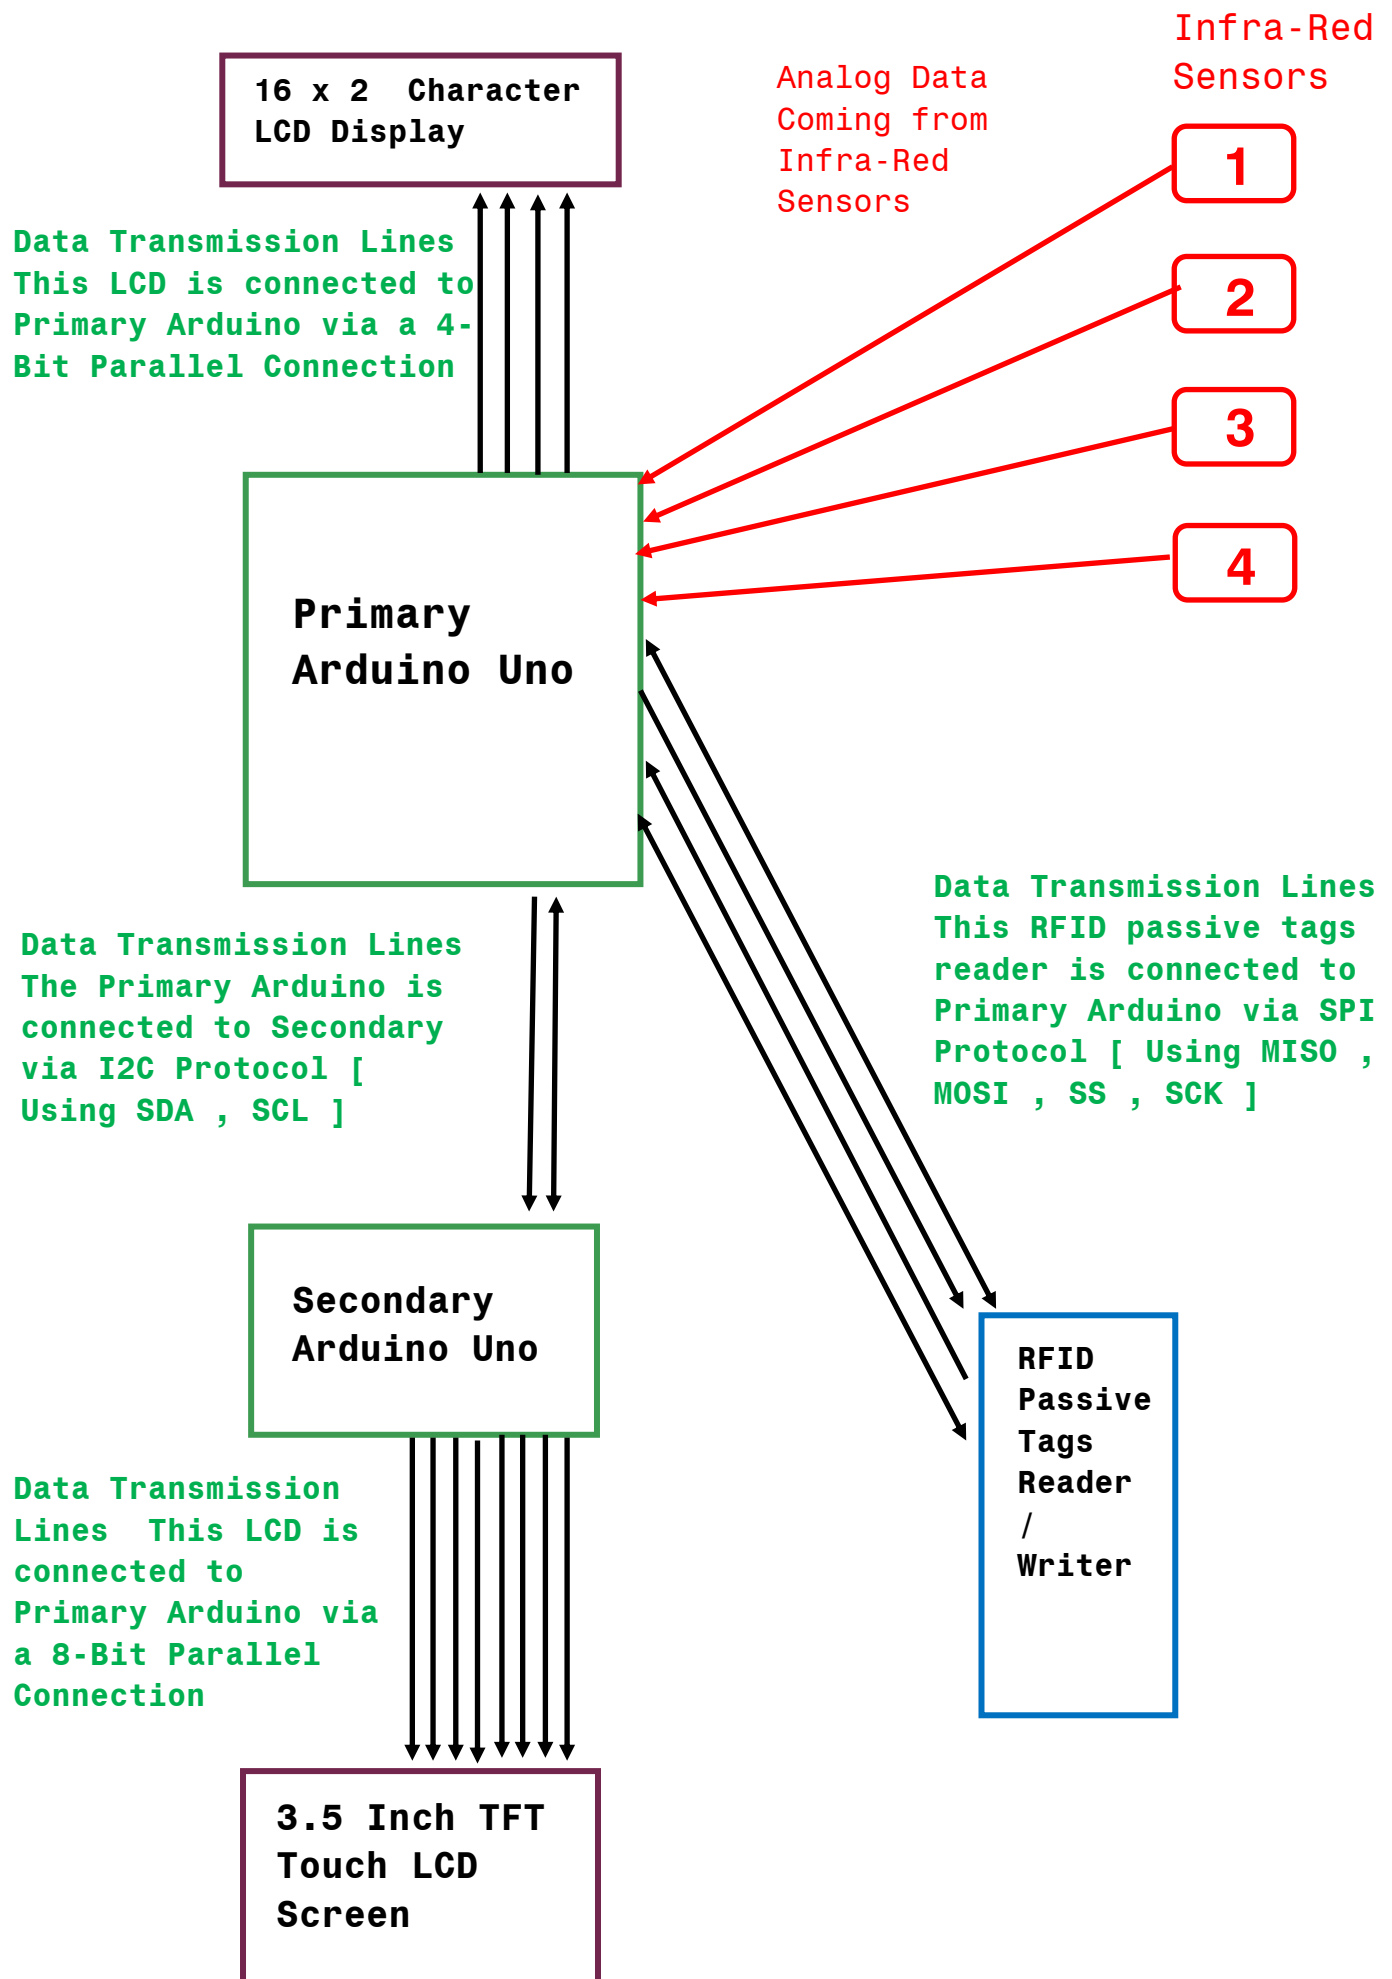 Infra-Red
Sensors
16 x 2  Character
LCD Display
Analog Data
Coming from
Infra-Red
Sensors
1
2
3
4
Data Transmission Lines
This LCD is connected to
Primary Arduino via a 4-
Bit Parallel Connection
Primary
Arduino Uno
Data Transmission Lines
This RFID passive tags
reader is connected to
Primary Arduino via SPI
Protocol [ Using MISO ,
MOSI , SS , SCK ]
Data Transmission Lines
The Primary Arduino is
connected to Secondary
via I2C Protocol [
Using SDA , SCL ]
Secondary
Arduino Uno
RFID
Passive
Tags
Reader
/
Writer
Data Transmission
Lines  This LCD is
connected to
Primary Arduino via
a 8-Bit Parallel
Connection
3.5 Inch TFT
Touch LCD
Screen